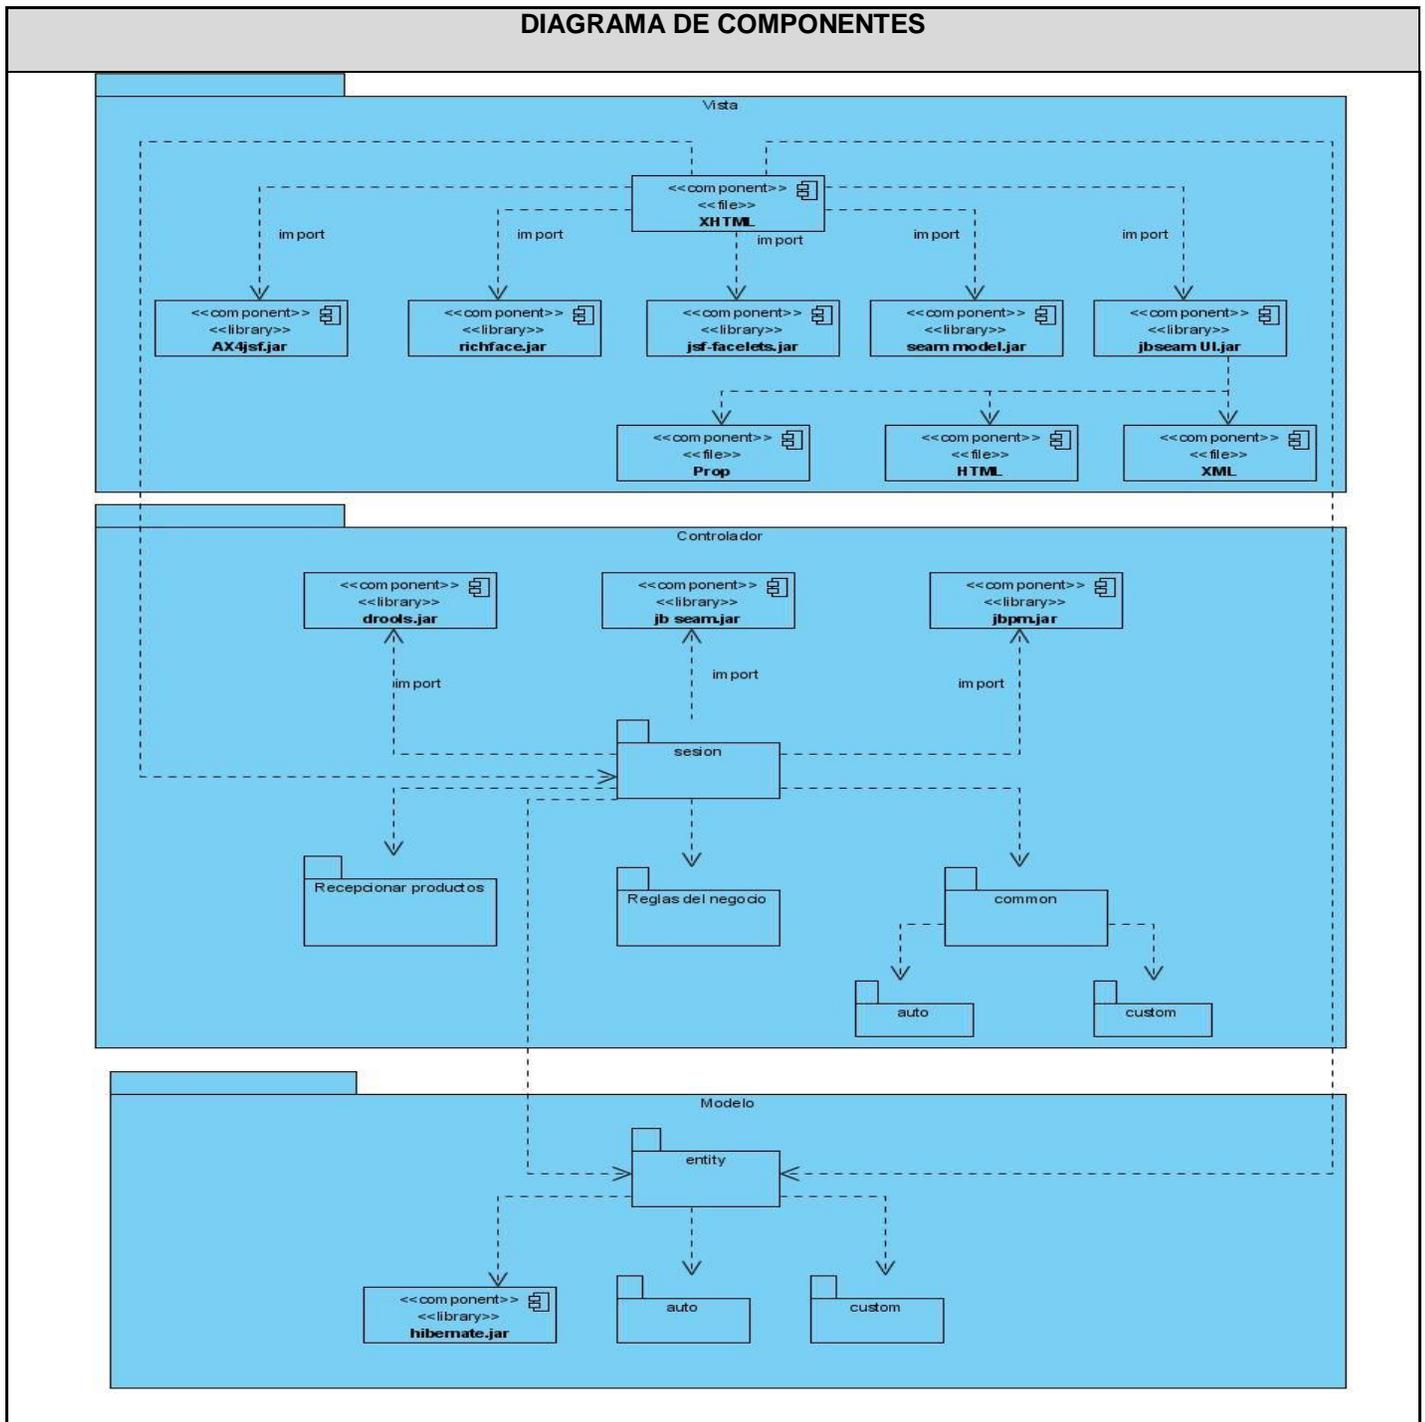 DIAGRAMA DE COMPONENTES
Vista
<<component>>
<<file>>
XHTML
import
import
import
import
import
<<component>>
<<library>>
AX4jsf.jar
<<component>>
<<library>>
richface.jar
<<component>>
<<library>>
jsf-facelets.jar
<<component>>
<<library>>
seam model.jar
<<component>>
<<library>>
jbseam UI.jar
<<component>>
<<file>>
Prop
<<component>>
<<file>>
HTML
<<component>>
<<file>>
XML
Controlador
<<component>>
<<library>>
drools.jar
<<component>>
<<library>>
jb seam.jar
<<component>>
<<library>>
jbpm.jar
import
import
import
sesion
Recepcionar productos
Reglas del negocio
common
auto
custom
Modelo
entity
<<component>>
<<library>>
hibernate.jar
auto
custom